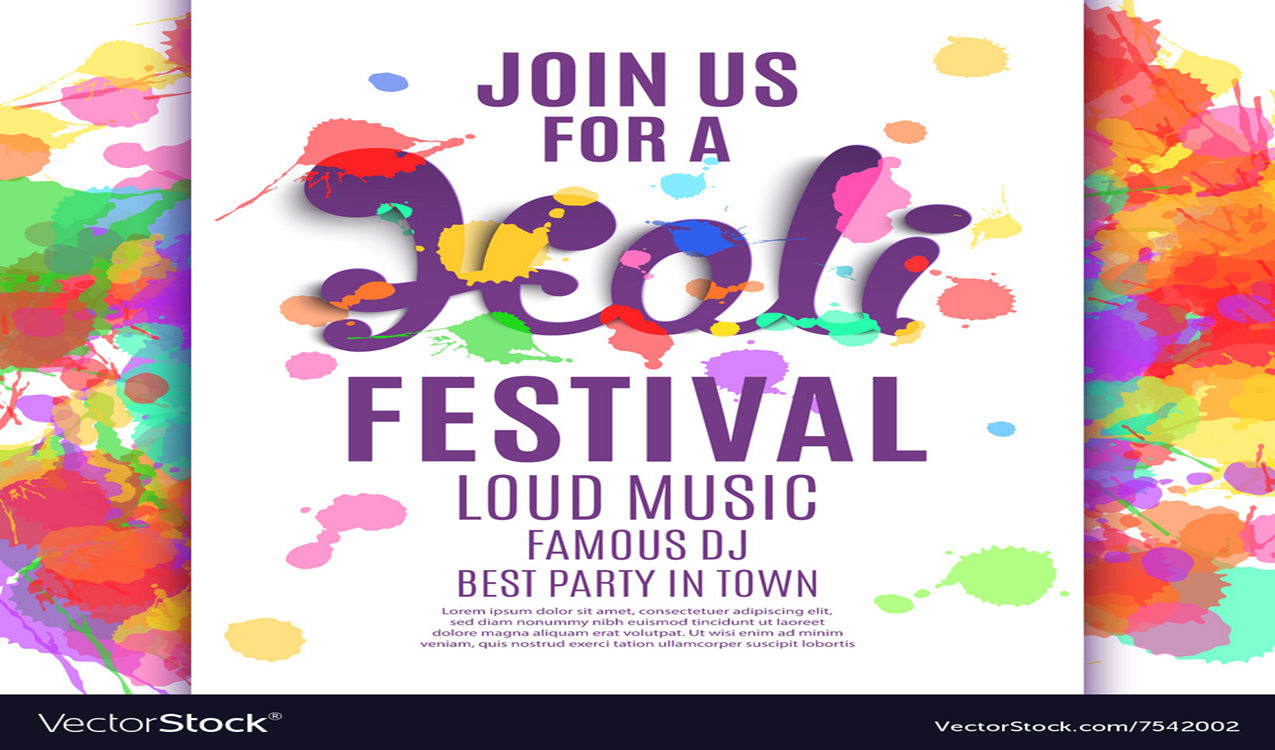 JOIN US
FOR A
Holi
FESTIVAL
LOUD MUSIC
FAMOUS DJ
BEST PARTY IN TOWN
Lorem ipsum dolor sit amet, consectetuer adipiscing elit,
sed diam nonummy nibh euismod tincidunt ut laoreet
dolore magna aliquam erat volutpat. Ut wisi enim ad minim
veniam, quis nostrud exerci tation ullamcorper suscipit lobortis
VectorStock®
VectorStock.com/7542002